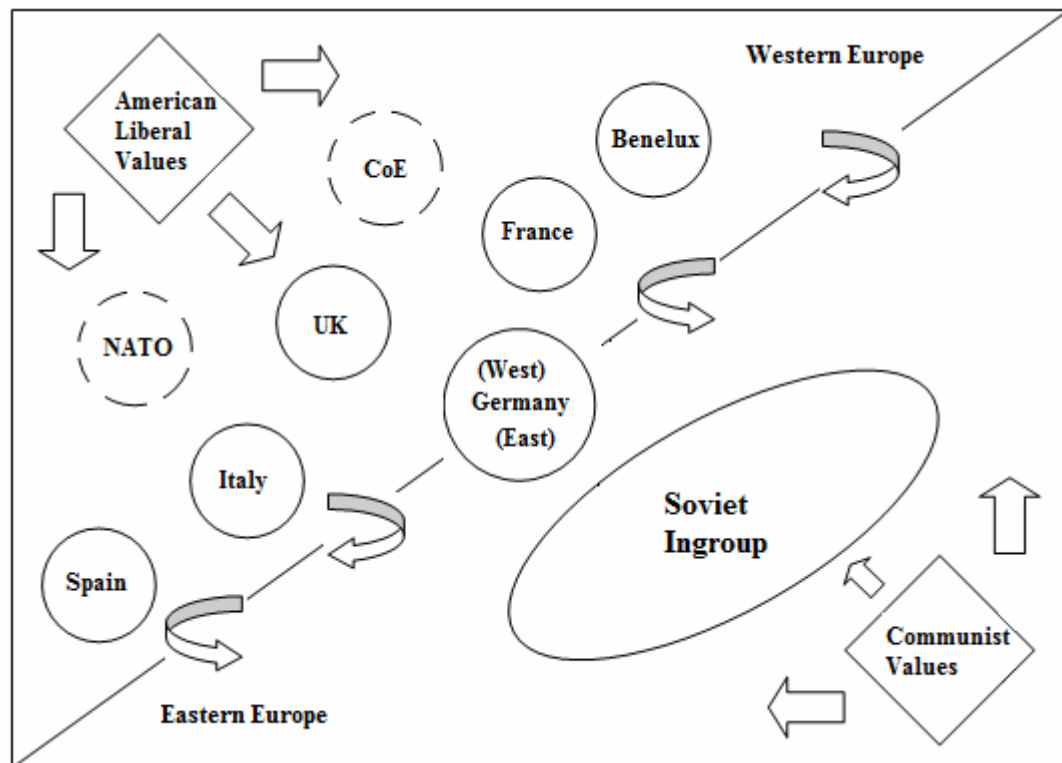 Western Europe
American
Liberal
Values
Benelux
CoE
France
UK
NATO
(West)
Germany
(East)
Italy
Soviet
Ingroup
Spain
Communist
Values
Eastern Europe